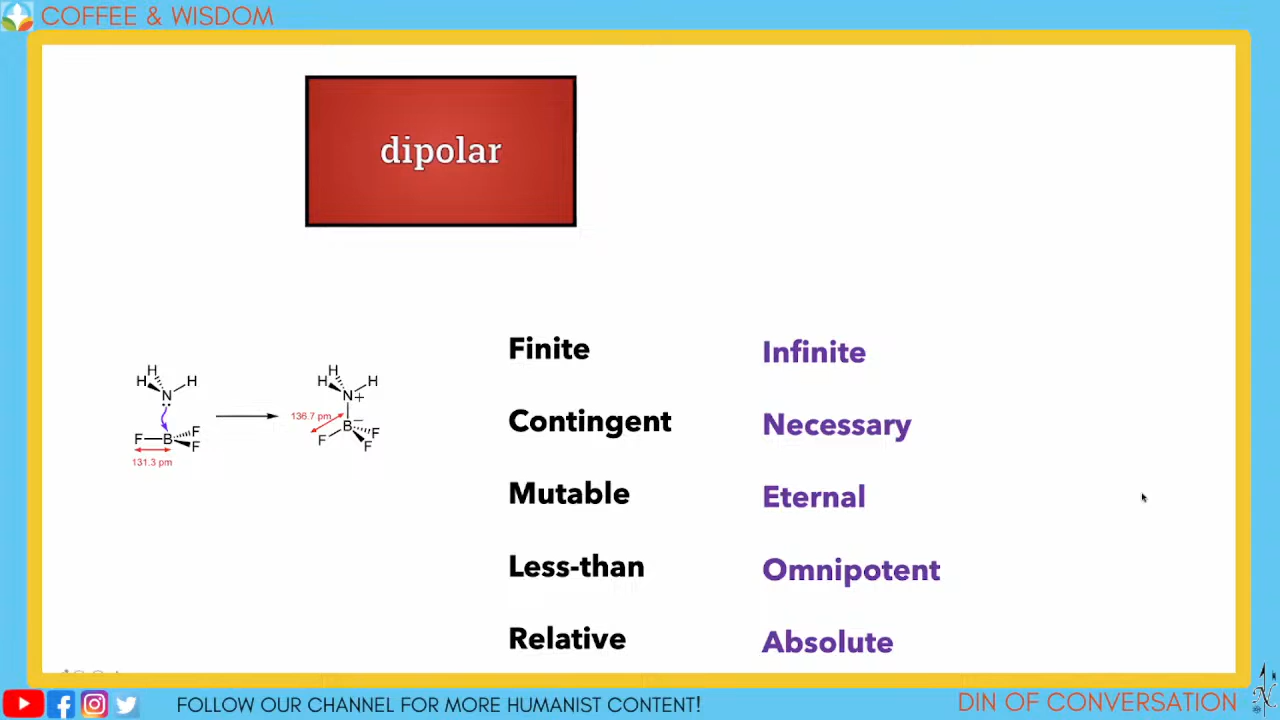 COFFEE & WISDOM
dipolar
Finite Infinite
Contingent Necessary
Mutable Eternal
Less-than Omnipotent
Relative Absolute
H
H H
N
F B F
F
131.3 pm
H
H H
N+
136.7 pm
B−
F F
F
FOLLOW OUR CHANNEL FOR MORE HUMANIST CONTENT!
DIN OF CONVERSATION